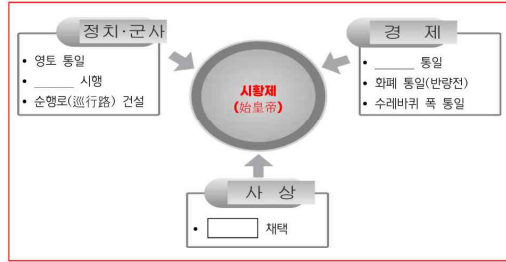 정치·군사
• 영토 통일
• ______ 시행
• 순행로(巡行路) 건설
경 제
• ______ 통일
• 화폐 통일(반량전)
• 수레바퀴 폭 통일
시황제
(始皇帝)
사 상
• 채택